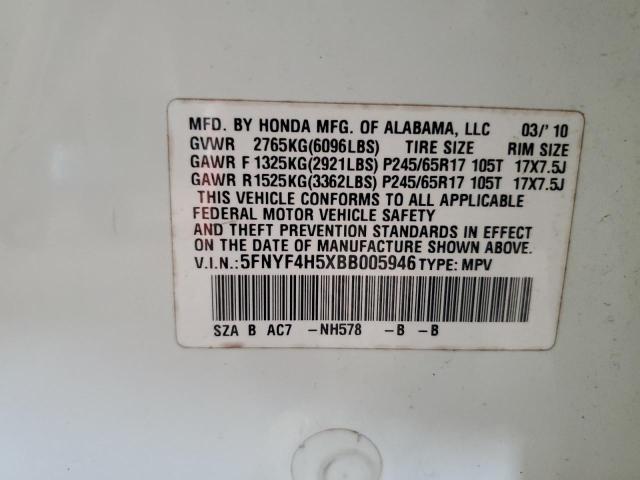 MFD. BY HONDA MFG. OF ALABAMA, LLC 03/'10
GVWR 2765KG(6096LBS) TIRE SIZE RIM SIZE
GAWR F 1325KG(2921LBS) P245/65R17 105T 17X7.5J
GAWR R1525KG(3362LBS) P245/65R17 105T 17X7.5J
THIS VEHICLE CONFORMS TO ALL APPLICABLE
FEDERAL MOTOR VEHICLE SAFETY
AND THEFT PREVENTION STANDARDS IN EFFECT
ON THE DATE OF MANUFACTURE SHOWN ABOVE.
V.I.N.:5FNYF4H5XBB005946 TYPE: MPV
SZA B AC7 -NH578 -B -B